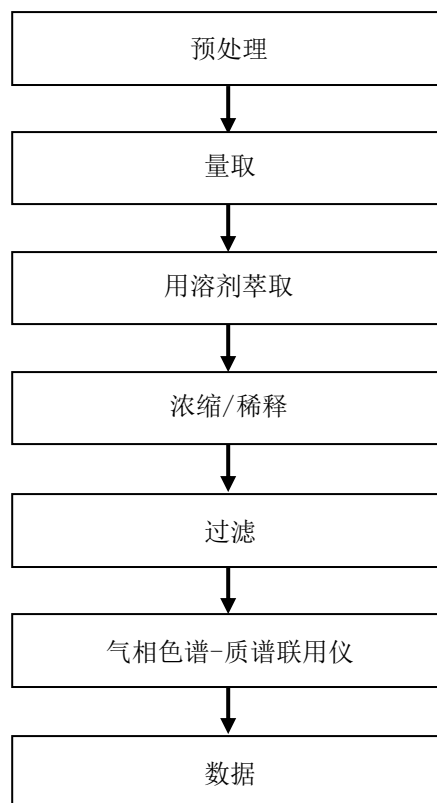 预处理
量取
用溶剂萃取
浓缩/稀释
过滤
气相色谱-质谱联用仪
数据